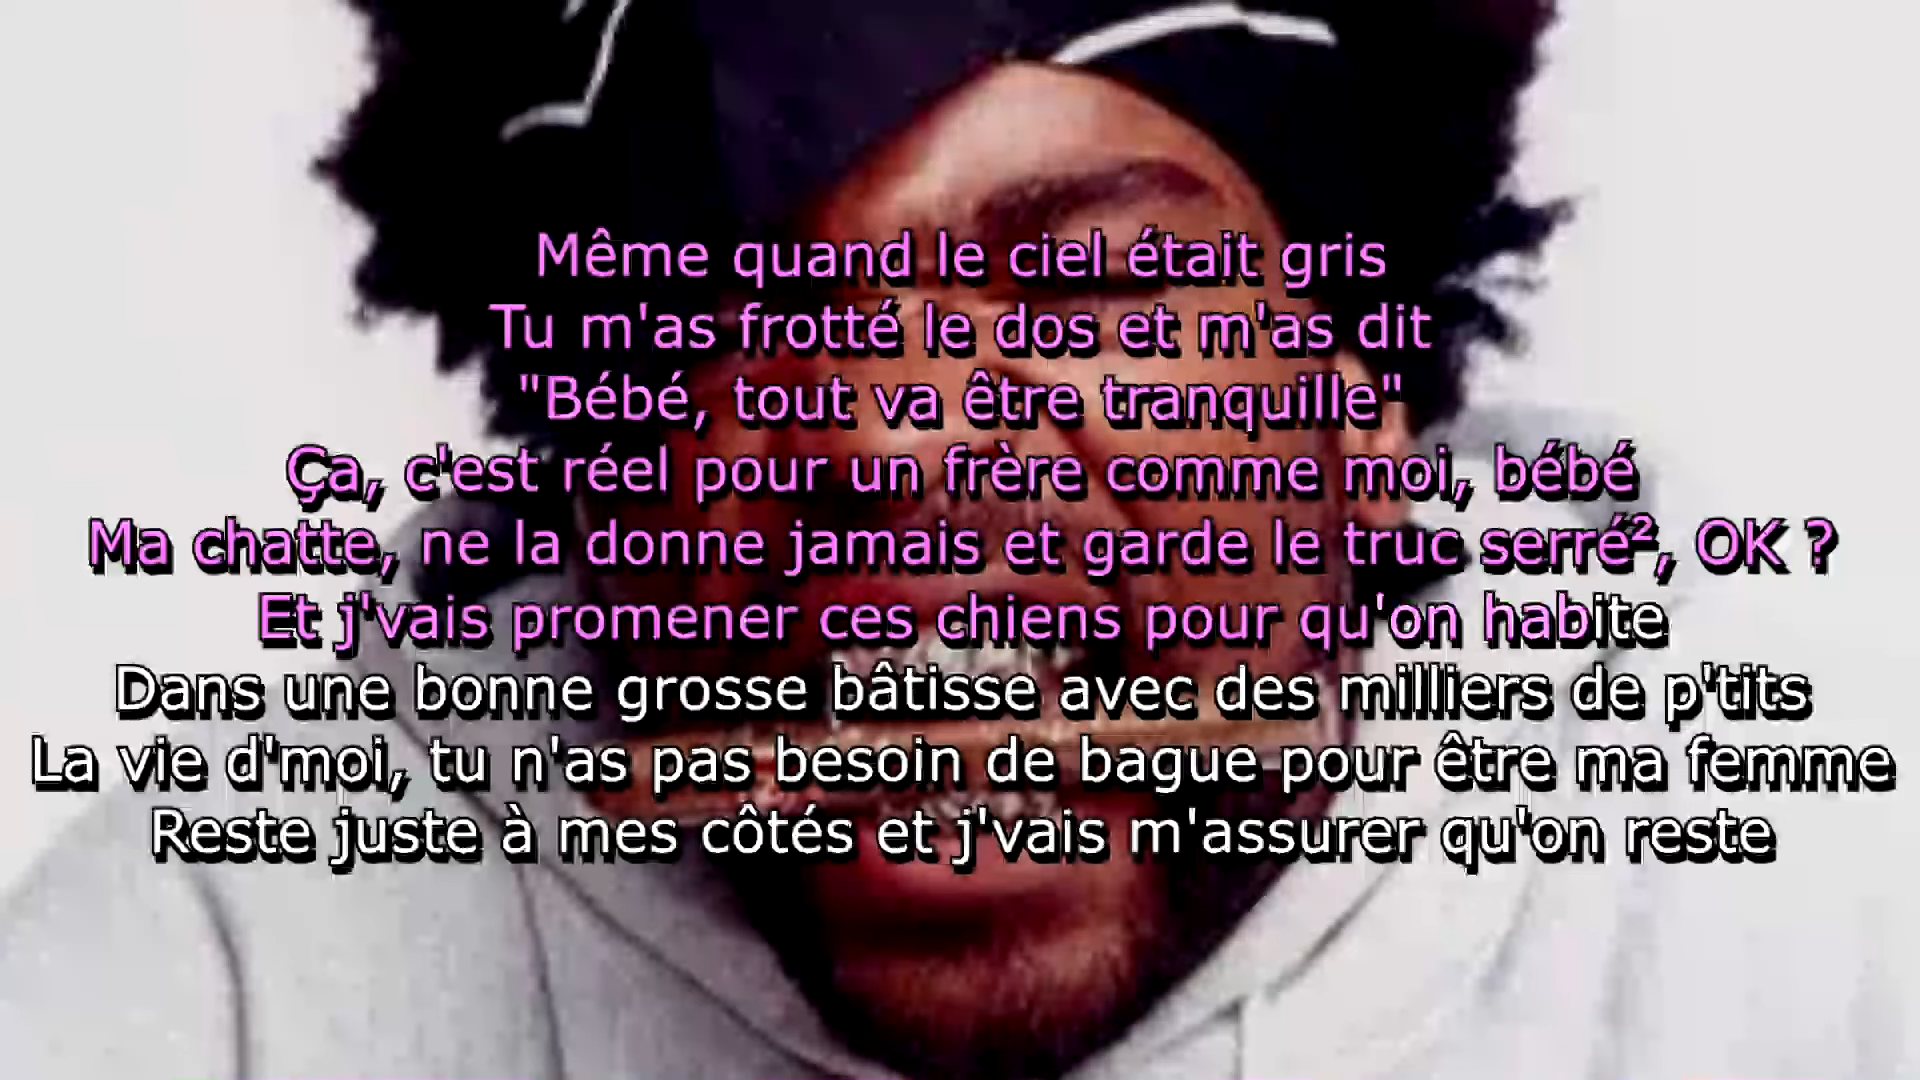 Même quand le ciel était gris
Tu m'as frotté le dos et m'as dit
"Bébé, tout va être tranquille"
Ça, c'est réel pour un frère comme moi, bébé
Ma chatte, ne la donne jamais et garde le truc serré², OK ?
Et j'vais promener ces chiens pour qu'on habite
Dans une bonne grosse bâtisse avec des milliers de p'tits
La vie d'moi, tu n'as pas besoin de bague pour être ma femme
Reste juste à mes côtés et j'vais m'assurer qu'on reste